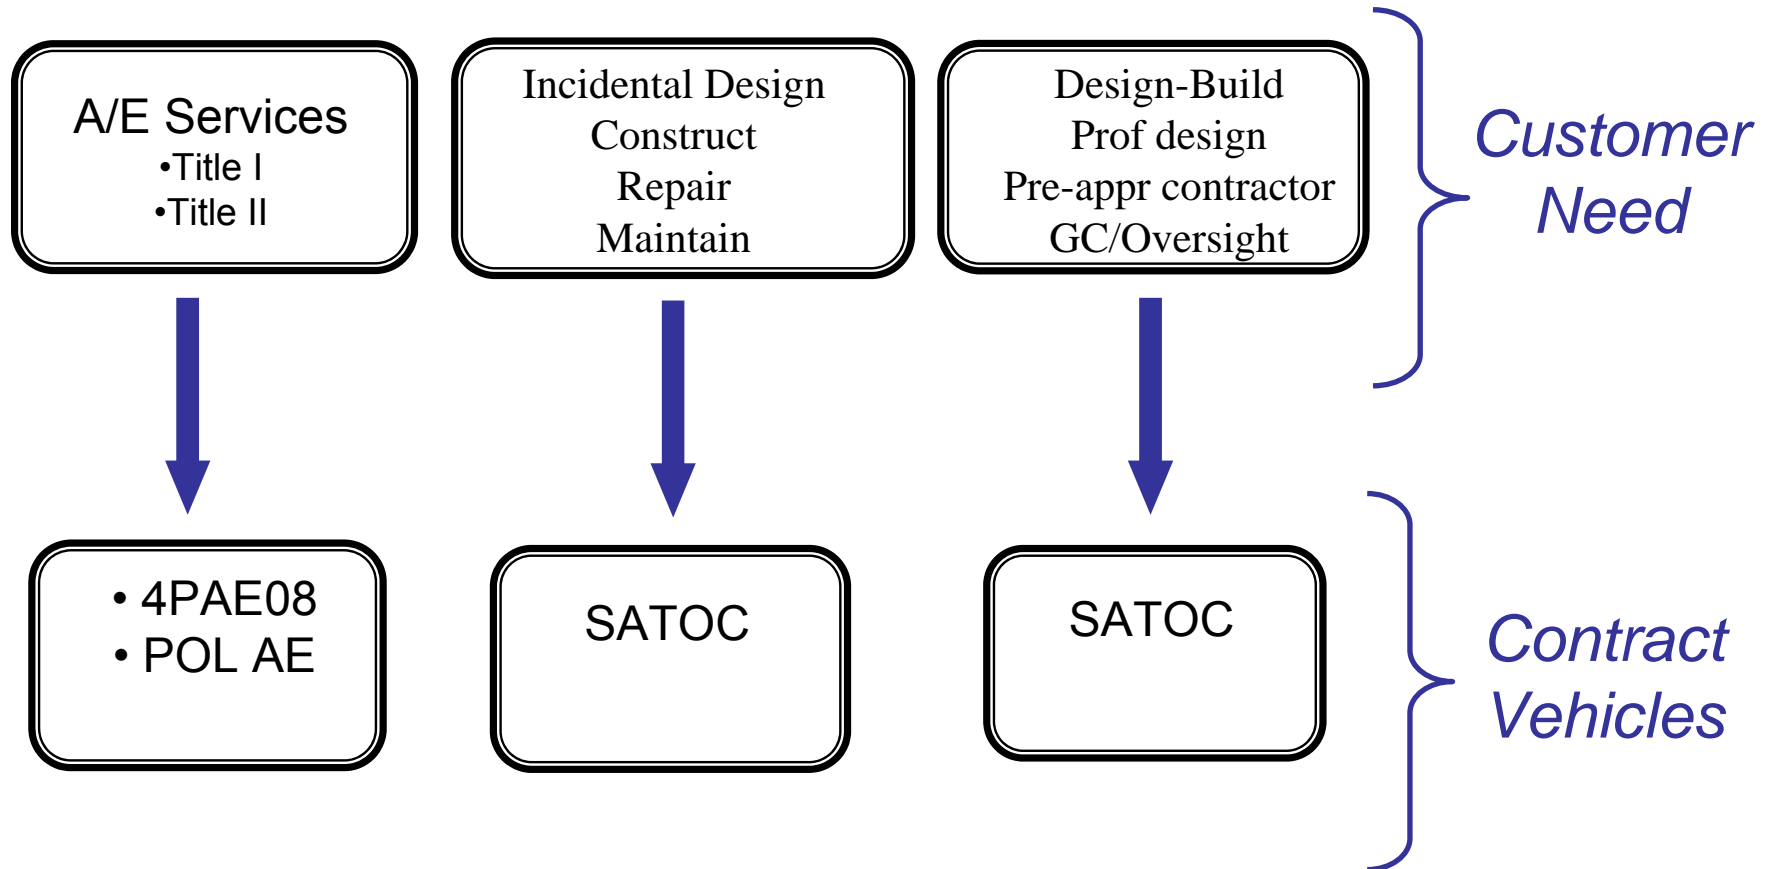 A/E Services
•Title I
•Title II
Incidental Design
Construct
Repair
Maintain
Design-Build
Prof design
Pre-appr contractor
GC/Oversight
Customer
Need
• 4PAE08
• POL AE
SATOC
SATOC
Contract
Vehicles